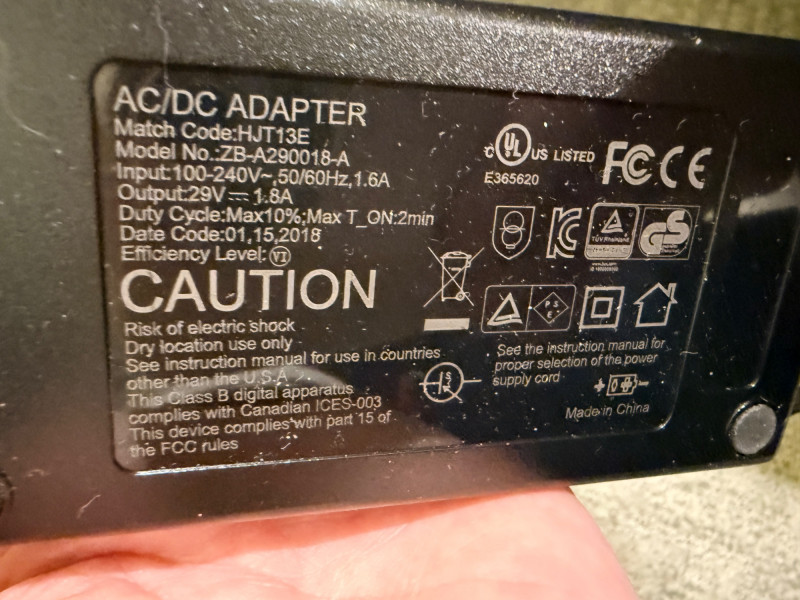 AC/DC ADAPTER
Match Code:HJT13E
Model No.:ZB-A290018-A
Input:100-240V~,50/60Hz,1.6A
Output:29V⎓1.8A
Duty Cycle:Max10%;Max T_ON:2min
Date Code:01,15,2018
Efficiency Level:VI
CAUTION
Risk of electric shock
Dry location use only
See instruction manual for use in countries
other than the U.S.A.
This Class B digital apparatus
complies with Canadian ICES-003
This device complies with part 15 of
the FCC rules
c UL US LISTED FC CE
E365620
KC TÜV Rheinland GS
PS
E
See the instruction manual for
proper selection of the power
supply cord
Made in China